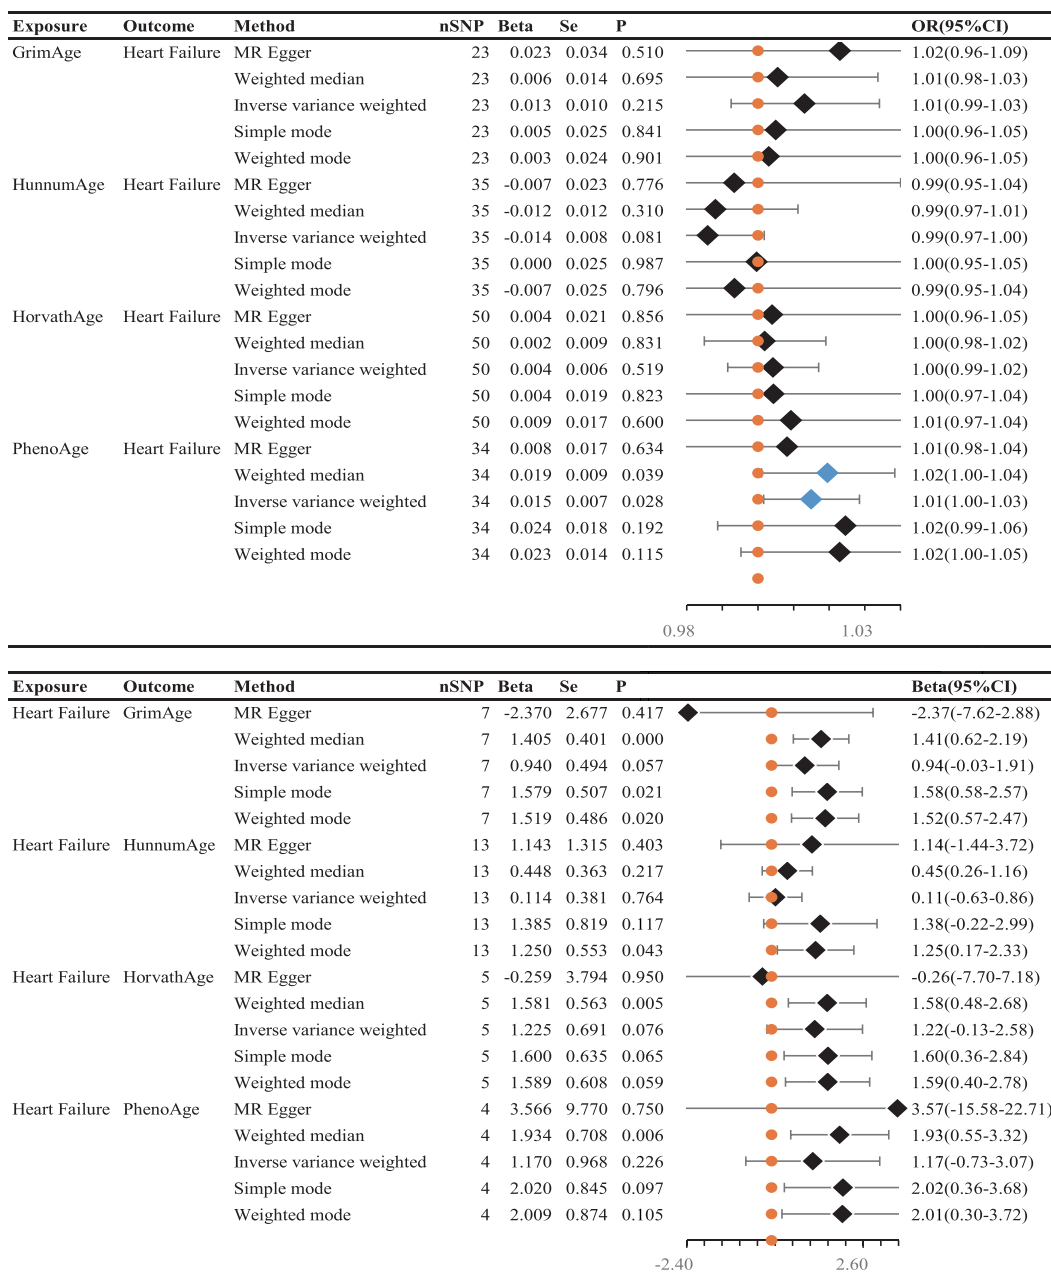 Exposure Outcome Method nSNP Beta Se P OR(95%CI)
GrimAge Heart Failure MR Egger 23 0.023 0.034 0.510 1.02(0.96-1.09)
Weighted median 23 0.006 0.014 0.695 1.01(0.98-1.03)
Inverse variance weighted 23 0.013 0.010 0.215 1.01(0.99-1.03)
Simple mode 23 0.005 0.025 0.841 1.00(0.96-1.05)
Weighted mode 23 0.003 0.024 0.901 1.00(0.96-1.05)
HunnumAge Heart Failure MR Egger 35 -0.007 0.023 0.776 0.99(0.95-1.04)
Weighted median 35 -0.012 0.012 0.310 0.99(0.97-1.01)
Inverse variance weighted 35 -0.014 0.008 0.081 0.99(0.97-1.00)
Simple mode 35 0.000 0.025 0.987 1.00(0.95-1.05)
Weighted mode 35 -0.007 0.025 0.796 0.99(0.95-1.04)
HorvathAge Heart Failure MR Egger 50 0.004 0.021 0.856 1.00(0.96-1.05)
Weighted median 50 0.002 0.009 0.831 1.00(0.98-1.02)
Inverse variance weighted 50 0.004 0.006 0.519 1.00(0.99-1.02)
Simple mode 50 0.004 0.019 0.823 1.00(0.97-1.04)
Weighted mode 50 0.009 0.017 0.600 1.01(0.97-1.04)
PhenoAge Heart Failure MR Egger 34 0.008 0.017 0.634 1.01(0.98-1.04)
Weighted median 34 0.019 0.009 0.039 1.02(1.00-1.04)
Inverse variance weighted 34 0.015 0.007 0.028 1.01(1.00-1.03)
Simple mode 34 0.024 0.018 0.192 1.02(0.99-1.06)
Weighted mode 34 0.023 0.014 0.115 1.02(1.00-1.05)
0.98 1.03
Exposure Outcome Method nSNP Beta Se P Beta(95%CI)
Heart Failure GrimAge MR Egger 7 -2.370 2.677 0.417 -2.37(-7.62-2.88)
Weighted median 7 1.405 0.401 0.000 1.41(0.62-2.19)
Inverse variance weighted 7 0.940 0.494 0.057 0.94(-0.03-1.91)
Simple mode 7 1.579 0.507 0.021 1.58(0.58-2.57)
Weighted mode 7 1.519 0.486 0.020 1.52(0.57-2.47)
Heart Failure HunnumAge MR Egger 13 1.143 1.315 0.403 1.14(-1.44-3.72)
Weighted median 13 0.448 0.363 0.217 0.45(0.26-1.16)
Inverse variance weighted 13 0.114 0.381 0.764 0.11(-0.63-0.86)
Simple mode 13 1.385 0.819 0.117 1.38(-0.22-2.99)
Weighted mode 13 1.250 0.553 0.043 1.25(0.17-2.33)
Heart Failure HorvathAge MR Egger 5 -0.259 3.794 0.950 -0.26(-7.70-7.18)
Weighted median 5 1.581 0.563 0.005 1.58(0.48-2.68)
Inverse variance weighted 5 1.225 0.691 0.076 1.22(-0.13-2.58)
Simple mode 5 1.600 0.635 0.065 1.60(0.36-2.84)
Weighted mode 5 1.589 0.608 0.059 1.59(0.40-2.78)
Heart Failure PhenoAge MR Egger 4 3.566 9.770 0.750 3.57(-15.58-22.71)
Weighted median 4 1.934 0.708 0.006 1.93(0.55-3.32)
Inverse variance weighted 4 1.170 0.968 0.226 1.17(-0.73-3.07)
Simple mode 4 2.020 0.845 0.097 2.02(0.36-3.68)
Weighted mode 4 2.009 0.874 0.105 2.01(0.30-3.72)
-2.40 2.60